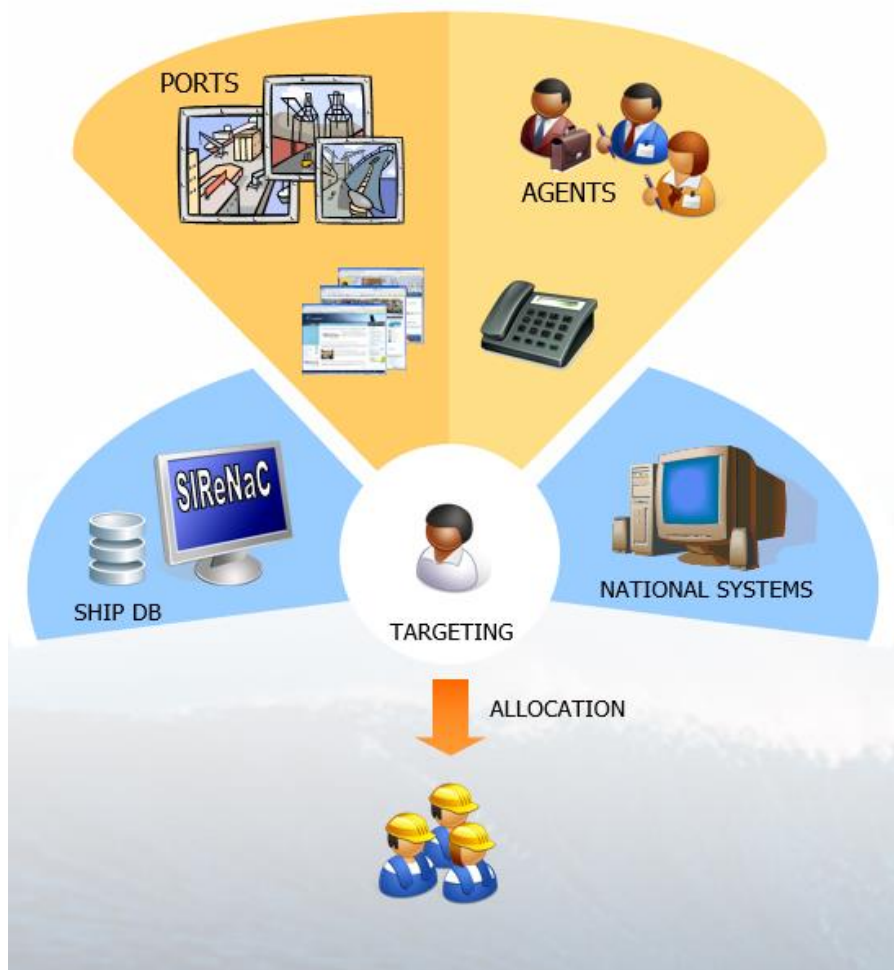 PORTS
AGENTS
SIReNaC
SHIP DB
NATIONAL SYSTEMS
TARGETING
ALLOCATION